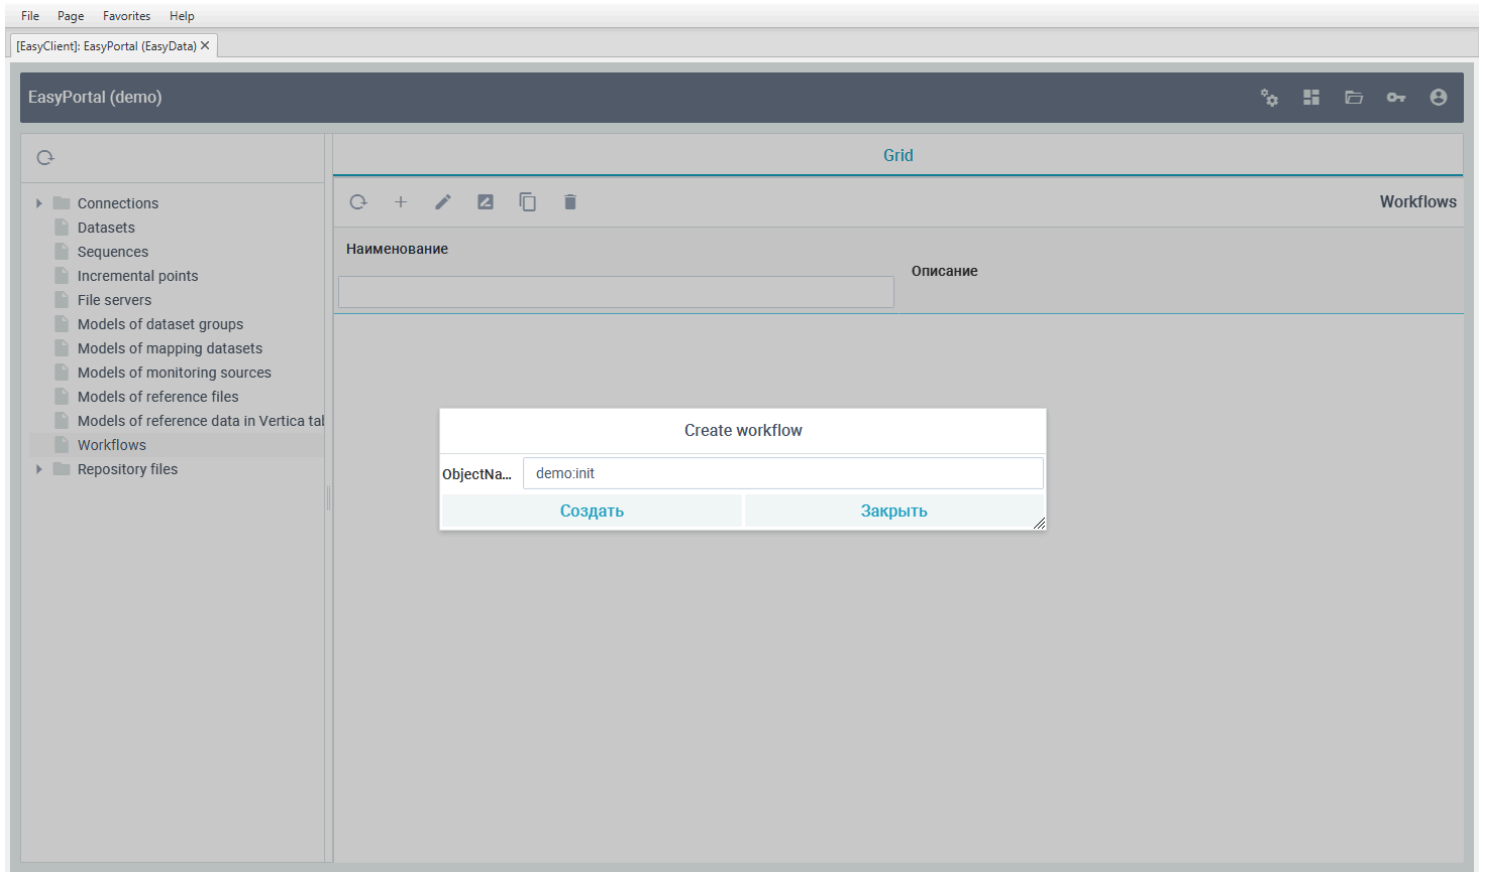 File Page Favorites Help
[EasyClient]: EasyPortal (EasyData)
EasyPortal (demo)
Grid
Workflows
Connections
Datasets
Sequences
Incremental points
File servers
Models of dataset groups
Models of mapping datasets
Models of monitoring sources
Models of reference files
Models of reference data in Vertica tal
Workflows
Repository files
Наименование
Описание
Create workflow
ObjectNa... demo:init
Создать Закрыть